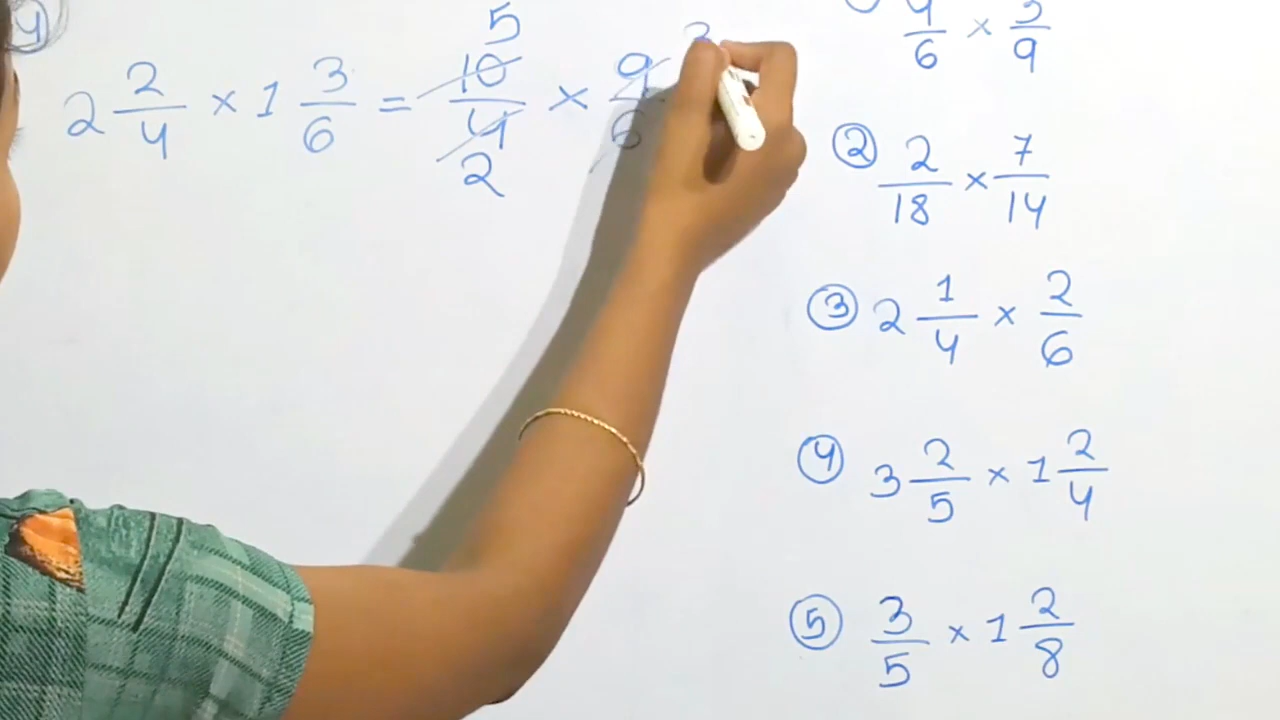 4) 2 2/4 × 1 3/6 = 10/4 × 9/6
5 2 3
4/6 × 3/9
② 2/18 × 7/14
③ 2 1/4 × 2/6
④ 3 2/5 × 1 2/4
⑤ 3/5 × 1 2/8